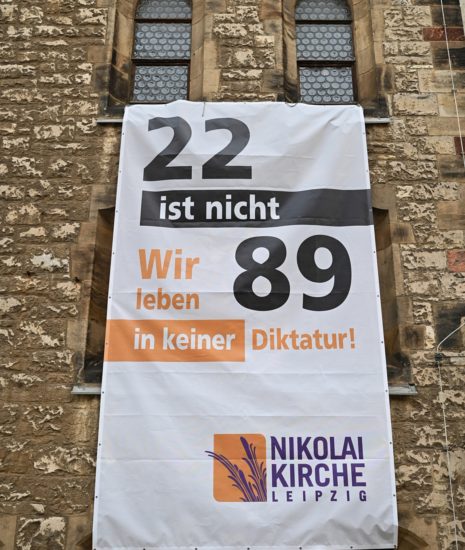 22
ist nicht
89
Wir
leben
in keiner Diktatur!
NIKOLAI
KIRCHE
LEIPZIG